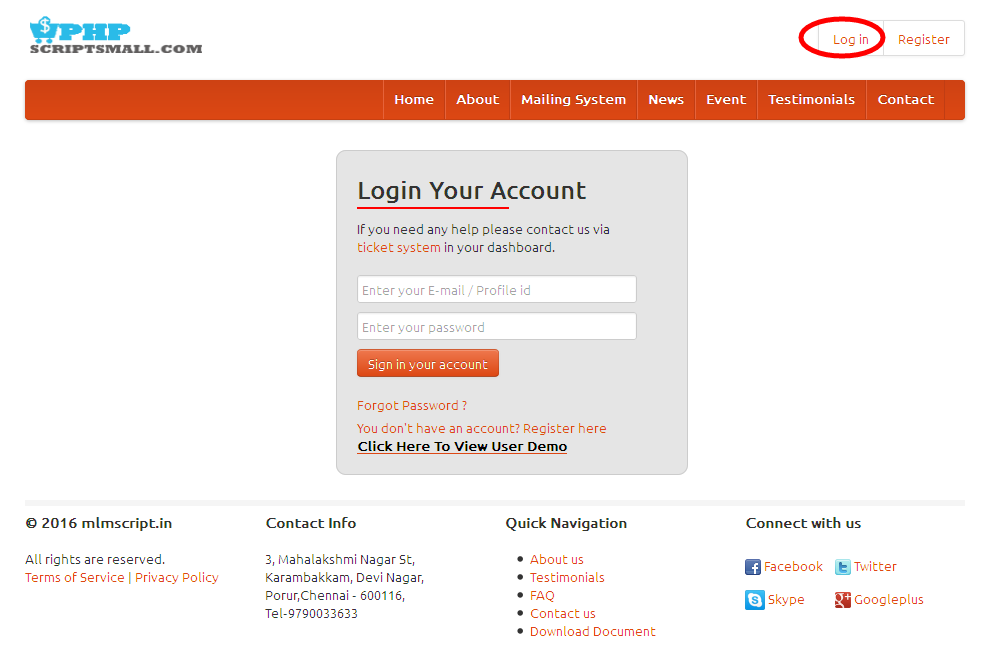 PHP
SCRIPTSMALL.COM
Log in
Register
Home
About
Mailing System
News
Event
Testimonials
Contact
Login Your Account
If you need any help please contact us via
ticket system in your dashboard.
Enter your E-mail / Profile id
Enter your password
Sign in your account
Forgot Password ?
You don't have an account? Register here
Click Here To View User Demo
© 2016 mlmscript.in
All rights are reserved.
Terms of Service | Privacy Policy
Contact Info
3, Mahalakshmi Nagar St,
Karambakkam, Devi Nagar,
Porur,Chennai - 600116,
Tel-9790033633
Quick Navigation
About us
Testimonials
FAQ
Contact us
Download Document
Connect with us
Facebook
Twitter
Skype
Googleplus